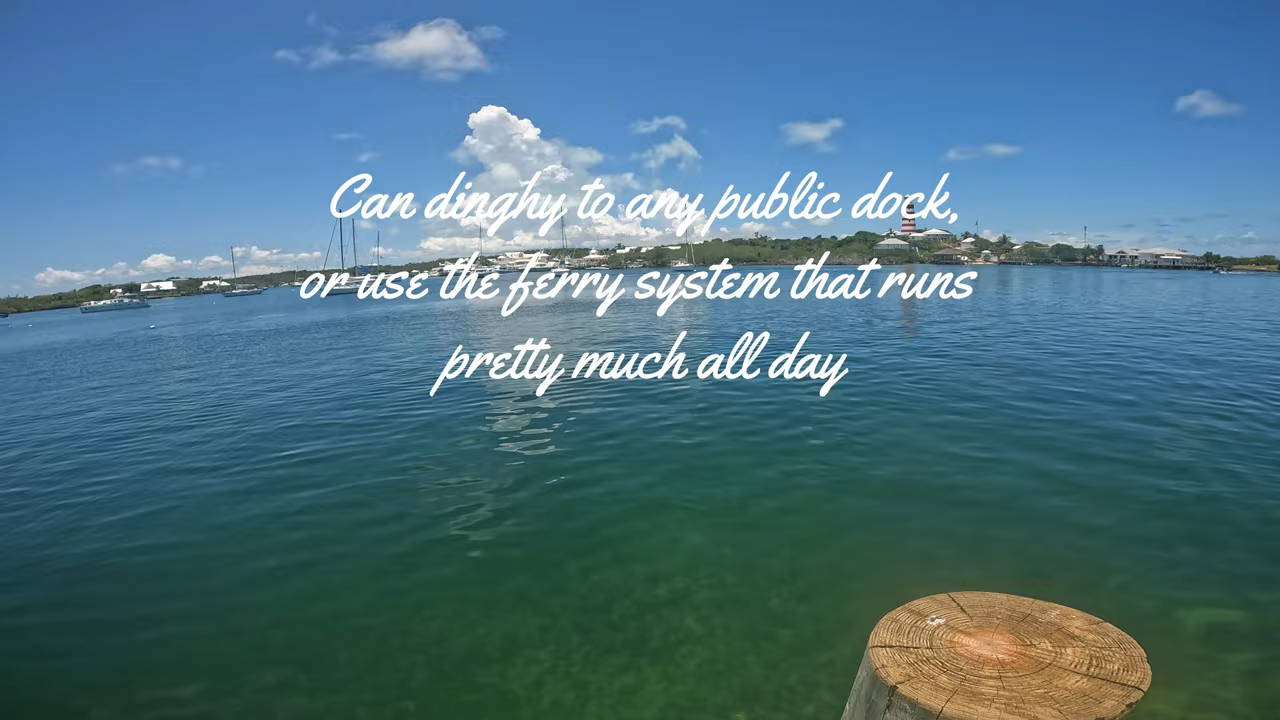 Can dinghy to any public dock,
or use the ferry system that runs
pretty much all day